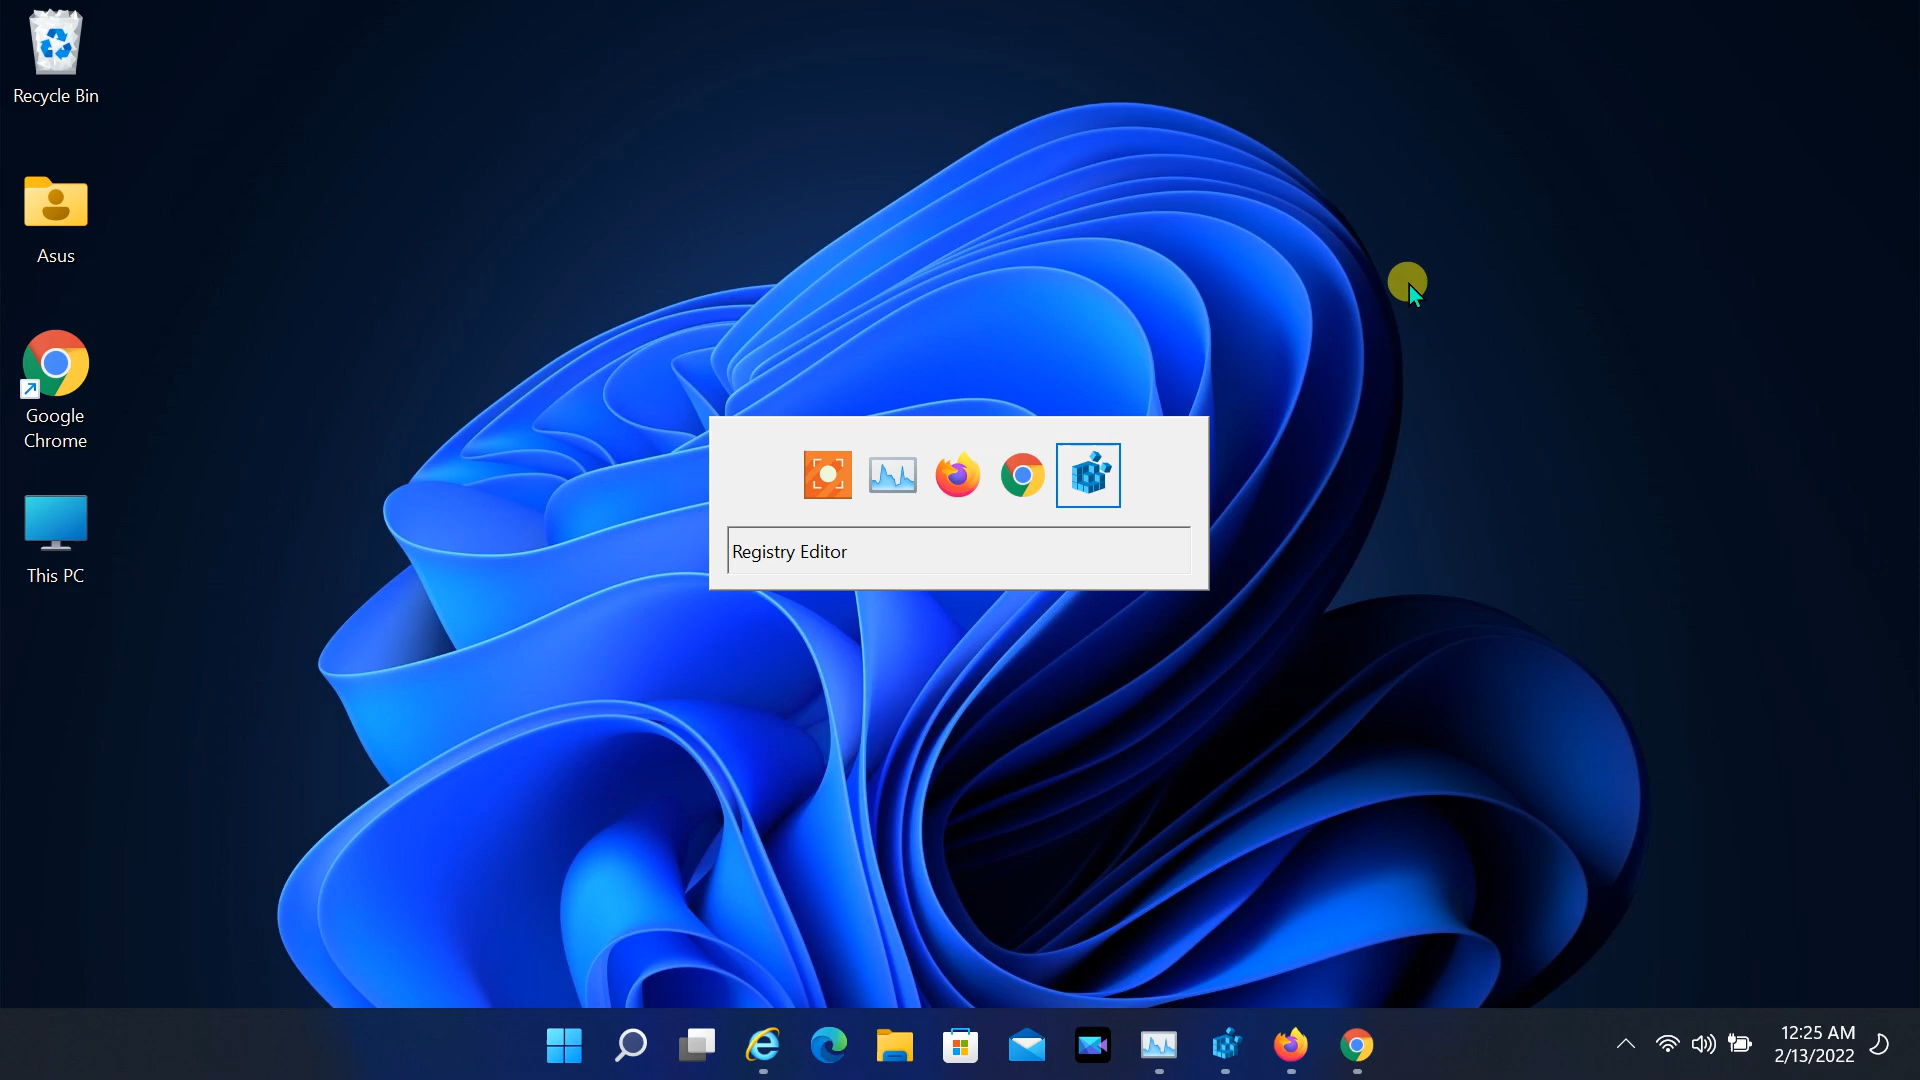 Recycle Bin
Asus
Google
Chrome
This PC
Registry Editor
12:25 AM
2/13/2022